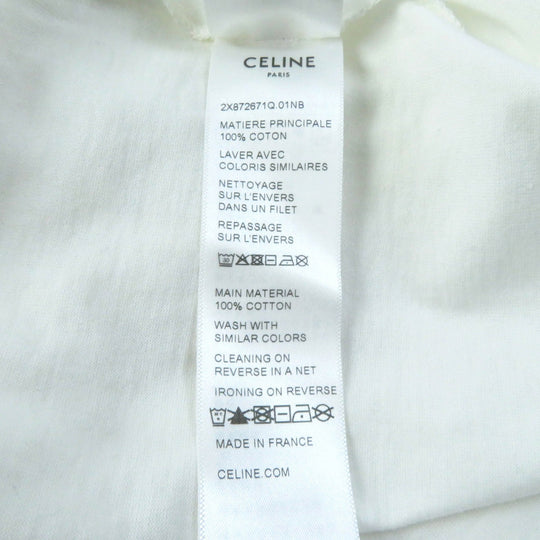 CELINE
PARIS
2X872671Q.01NB
MATIERE PRINCIPALE
100% COTON
LAVER AVEC
COLORIS SIMILAIRES
NETTOYAGE
SUR L'ENVERS
DANS UN FILET
REPASSAGE
SUR L'ENVERS
MAIN MATERIAL
100% COTTON
WASH WITH
SIMILAR COLORS
CLEANING ON
REVERSE IN A NET
IRONING ON REVERSE
MADE IN FRANCE
CELINE.COM